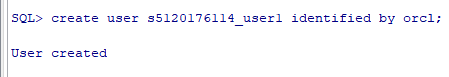 SQL> create user s5120176114_user1 identified by orcl;
User created